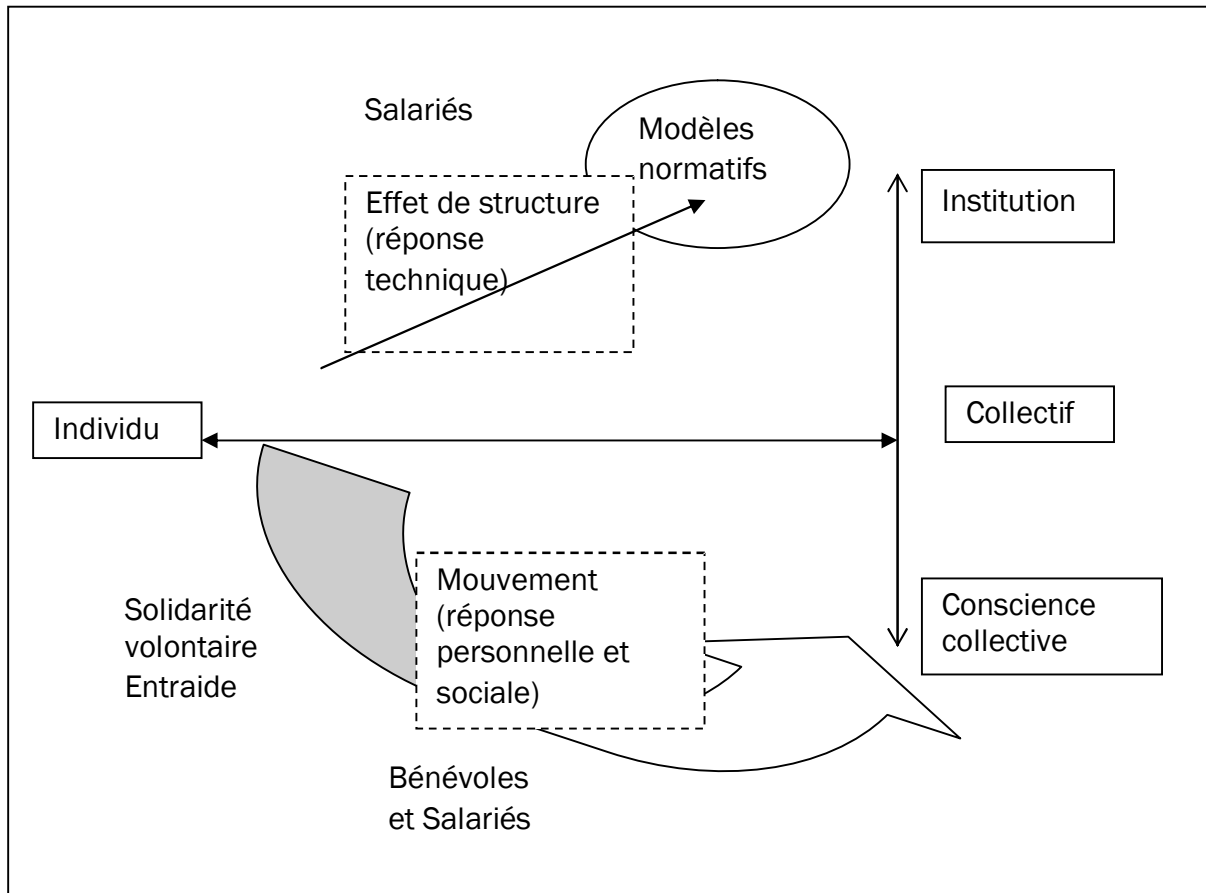 Salariés
Modèles
normatifs
Effet de structure
(réponse
technique)
Institution
Individu
Collectif
Mouvement
(réponse
personnelle et
sociale)
Conscience
collective
Solidarité
volontaire
Entraide
Bénévoles
et Salariés